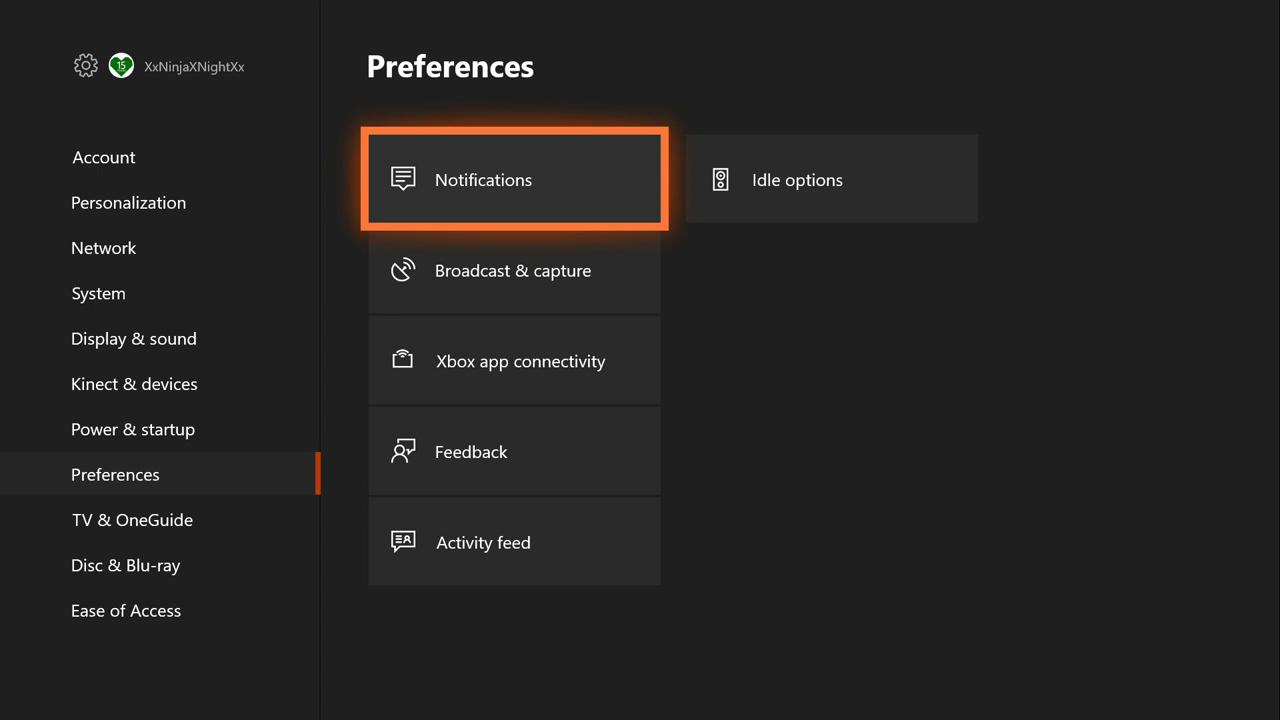 15
XxNinjaXNightXx
Account
Personalization
Network
System
Display & sound
Kinect & devices
Power & startup
Preferences
TV & OneGuide
Disc & Blu-ray
Ease of Access
Preferences
Notifications
Idle options
Broadcast & capture
Xbox app connectivity
Feedback
Activity feed